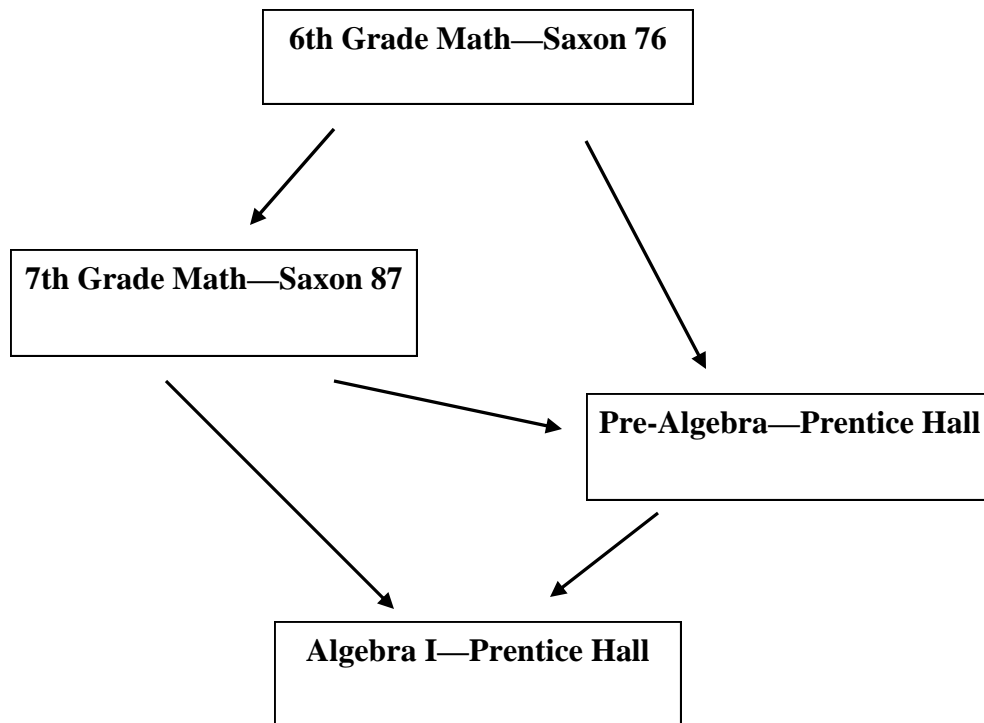 6th Grade Math—Saxon 76
7th Grade Math—Saxon 87
Pre-Algebra—Prentice Hall
Algebra I—Prentice Hall